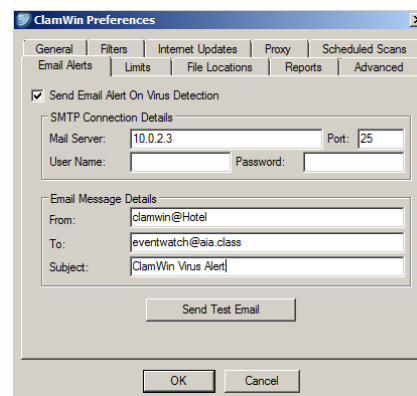 ClamWin Preferences
General Filters Internet Updates Proxy Scheduled Scans
Email Alerts Limits File Locations Reports Advanced
Send Email Alert On Virus Detection
SMTP Connection Details
Mail Server: 10.0.2.3 Port: 25
User Name: Password:
Email Message Details
From: clamwin@Hotel
To: eventwatch@aia.class
Subject: ClamWin Virus Alert
Send Test Email
OK Cancel